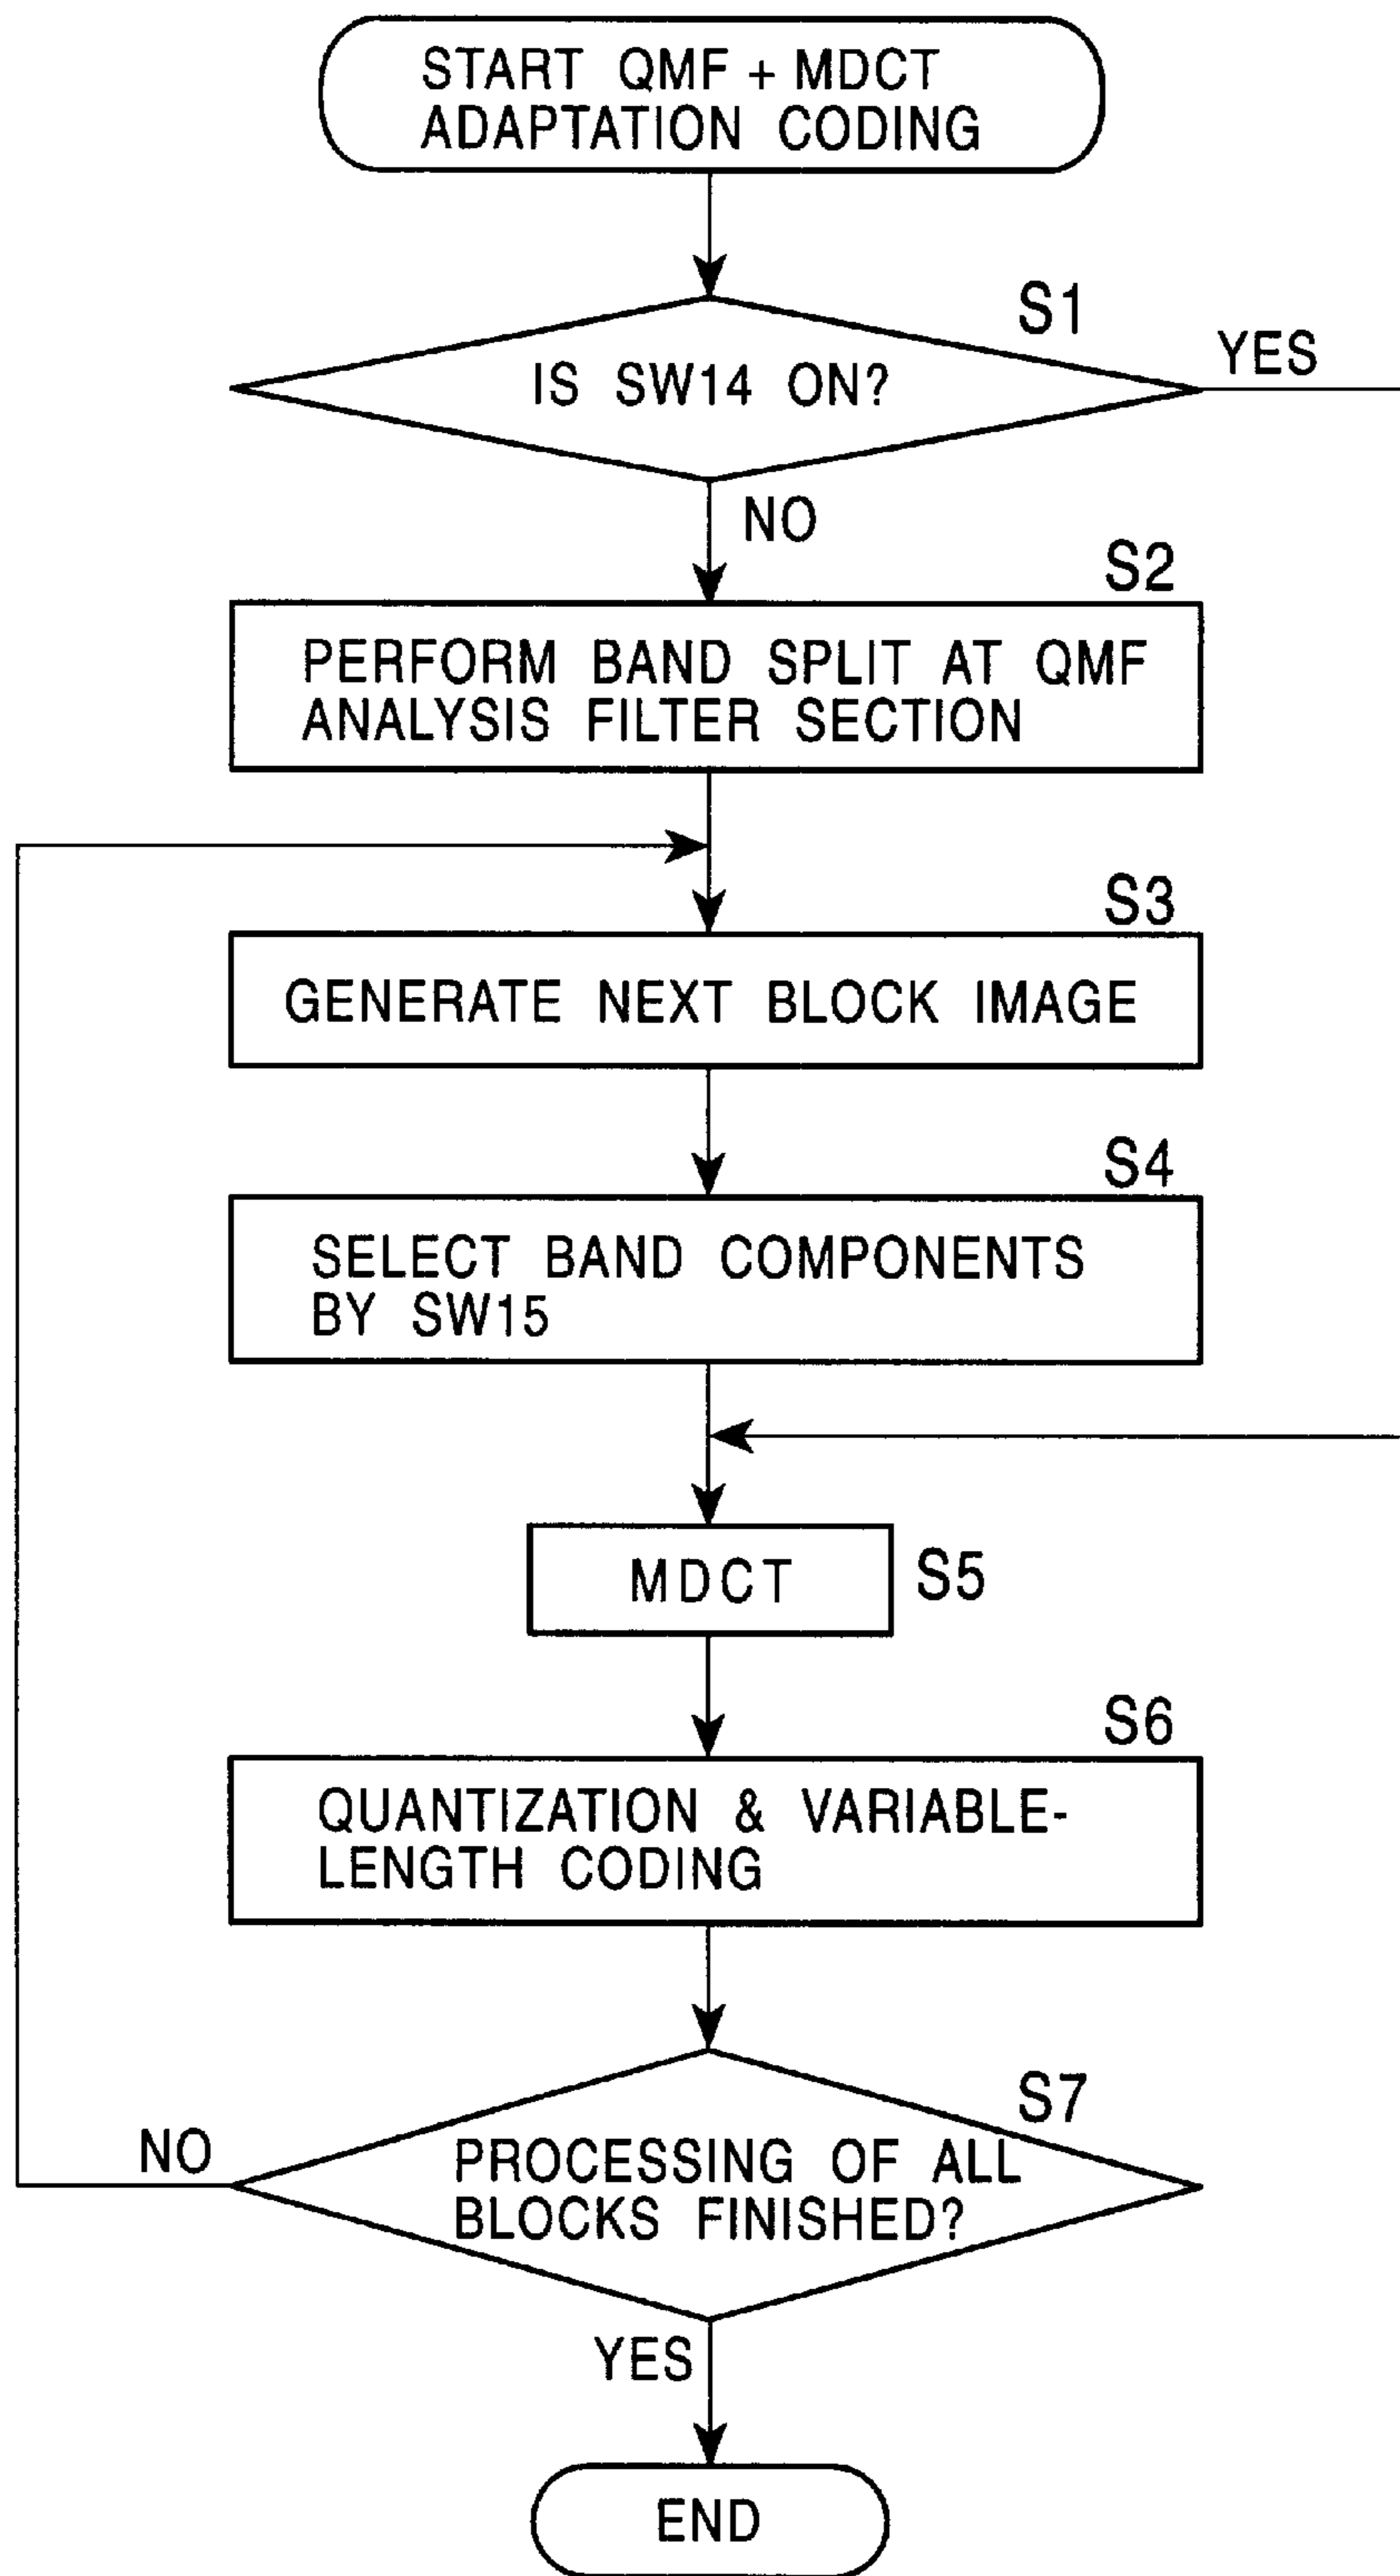 START QMF + MDCT
ADAPTATION CODING
S1
IS SW14 ON?
YES
NO
S2
PERFORM BAND SPLIT AT QMF
ANALYSIS FILTER SECTION
S3
GENERATE NEXT BLOCK IMAGE
S4
SELECT BAND COMPONENTS
BY SW15
MDCT
S5
S6
QUANTIZATION & VARIABLE-
LENGTH CODING
S7
NO
PROCESSING OF ALL
BLOCKS FINISHED?
YES
END